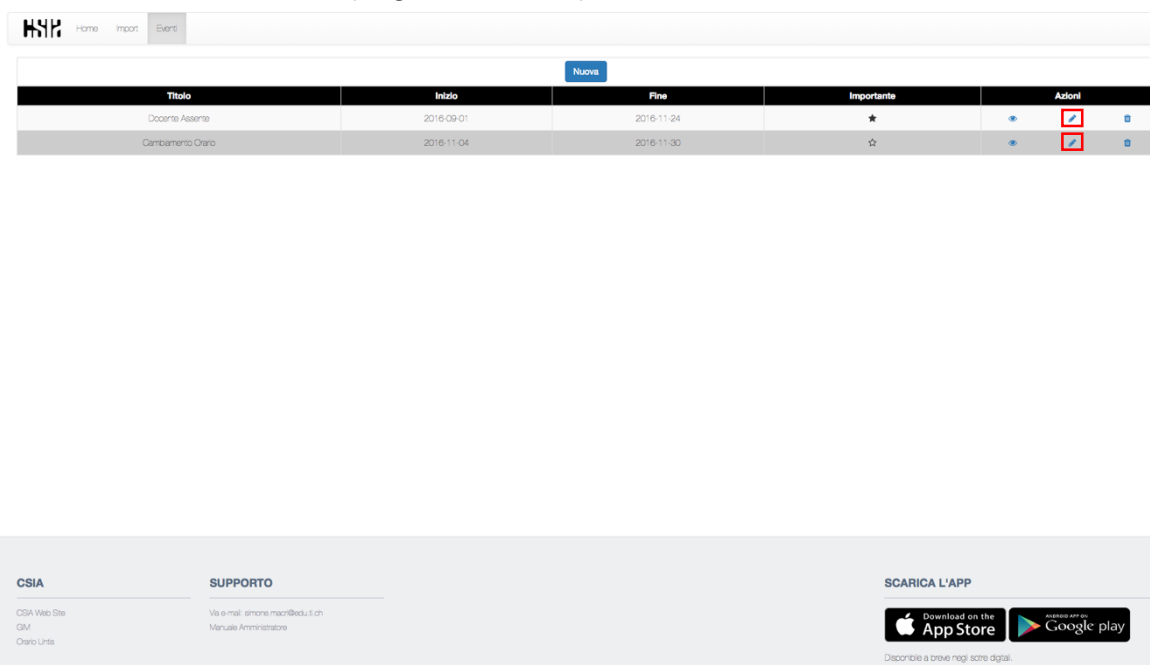 Home Import Eventi
Nuova
Titolo Inizio Fine Importante Azioni
Docente Assente 2016-09-01 2016-11-24
Cambiamento Orario 2016-11-04 2016-11-30
CSIA SUPPORTO SCARICA L'APP
CSIA Web Site Via e-mail: simone.macri@edu.ti.ch
GIM Manuale Amministratore
Orario Untis
Download on the App Store
ANDROID APP ON Google play
Disponibile a breve negli sotre digitali.